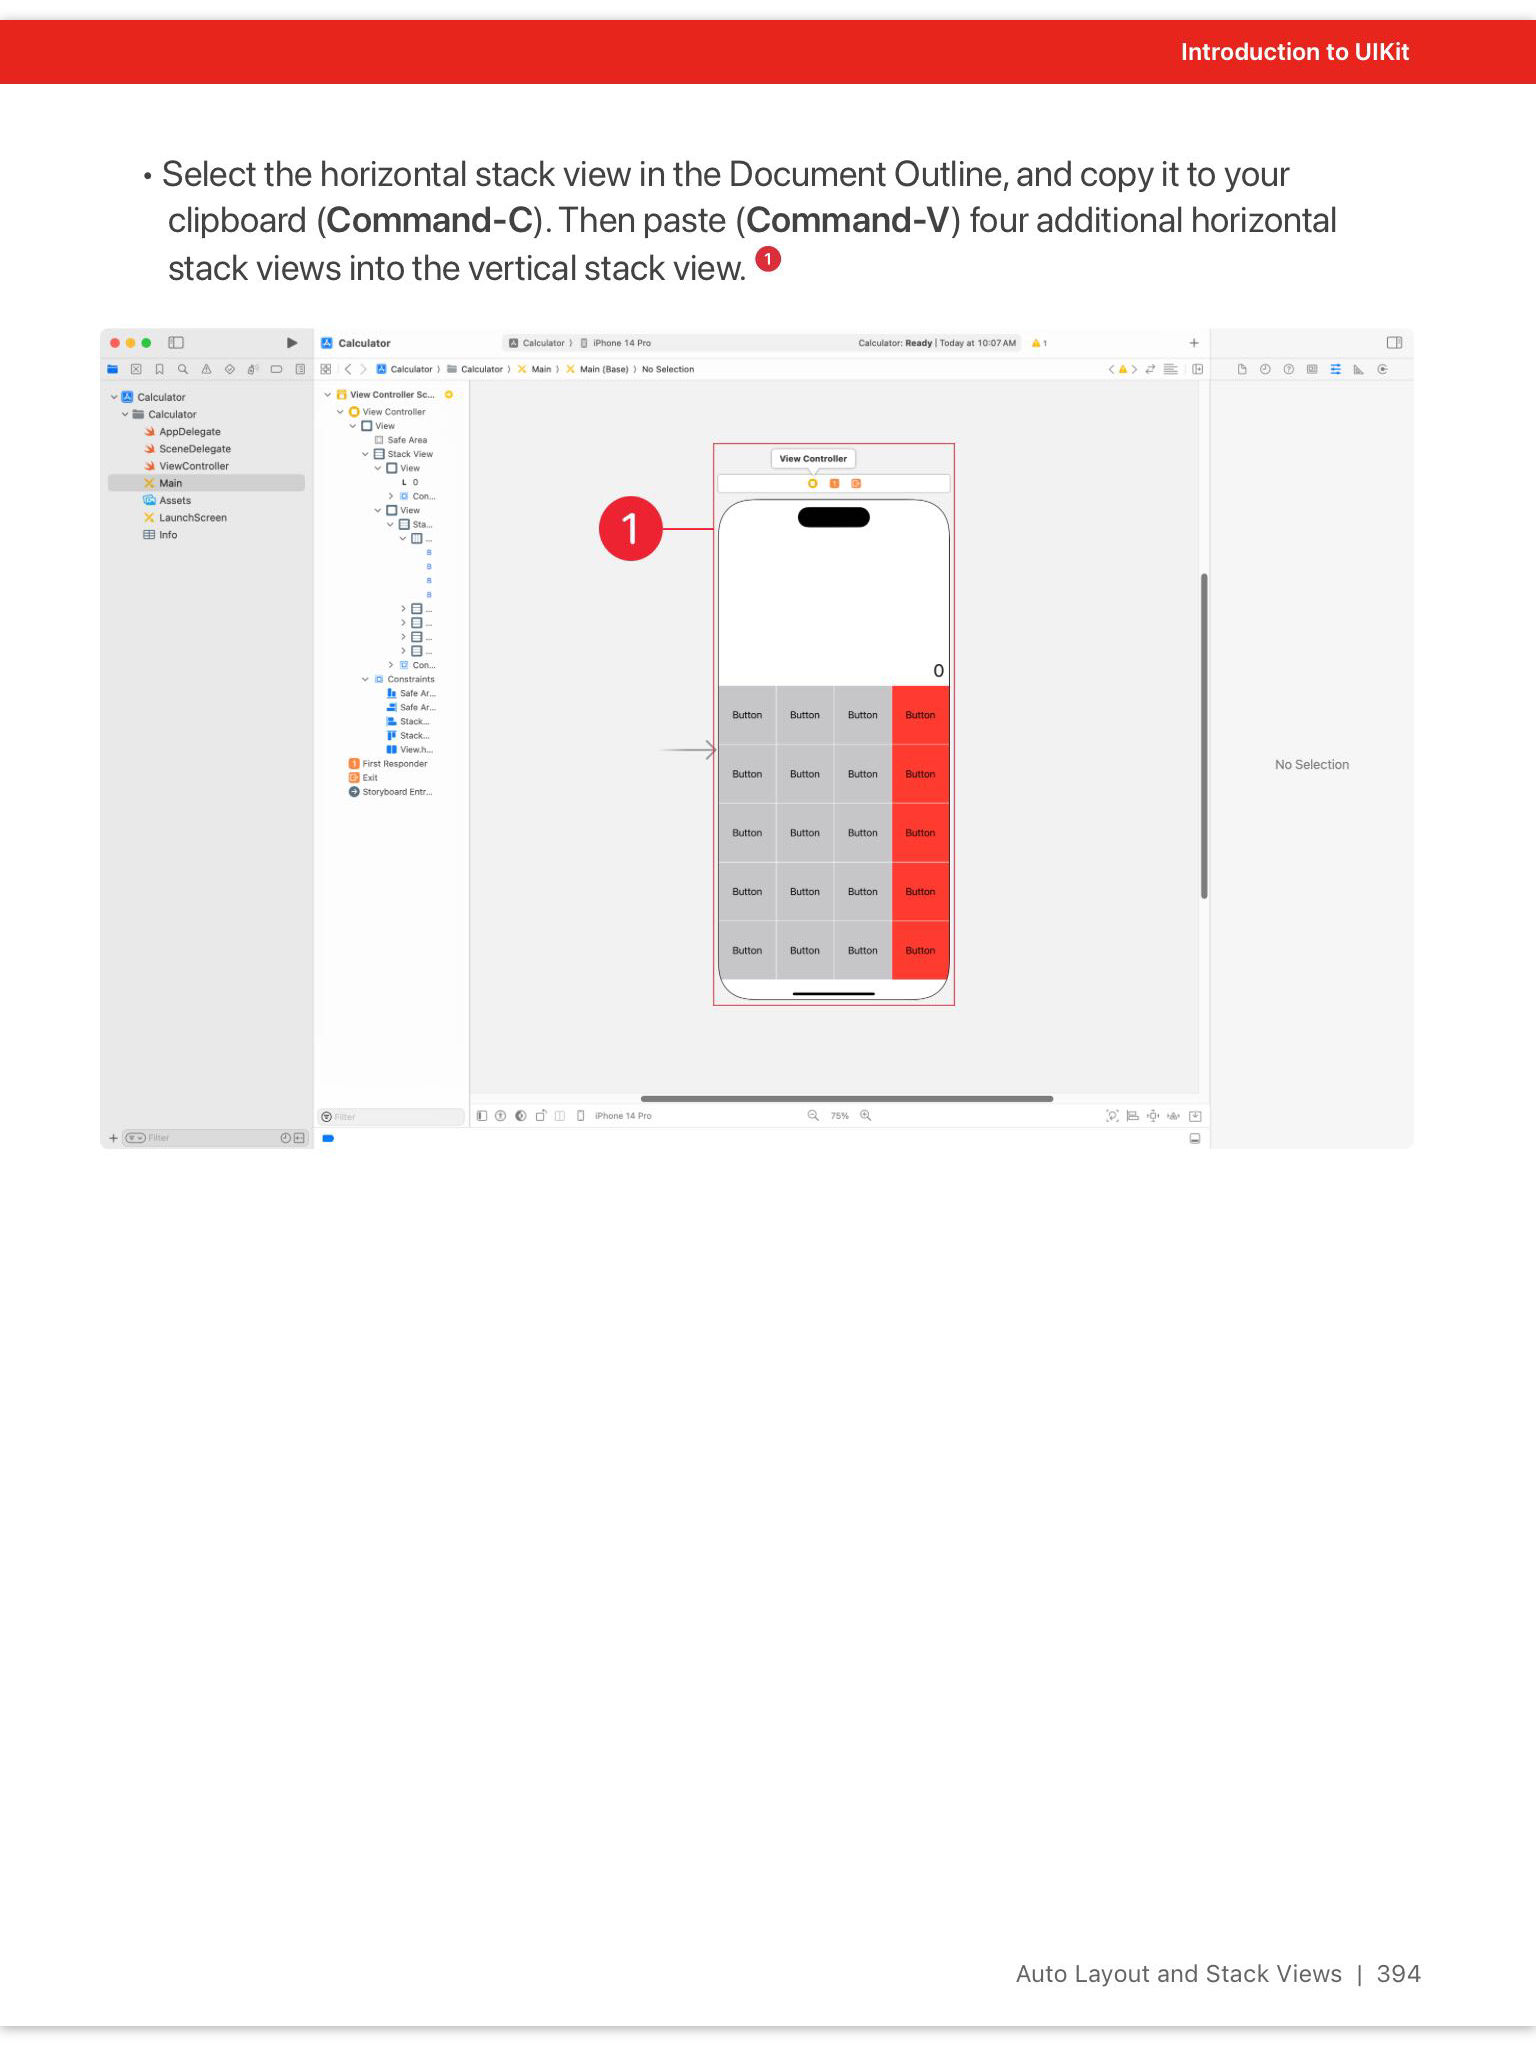 Introduction to UIKit
• Select the horizontal stack view in the Document Outline, and copy it to your
clipboard (Command-C). Then paste (Command-V) four additional horizontal
stack views into the vertical stack view. 1
Calculator
Calculator ⟩ iPhone 14 Pro
Calculator: Ready | Today at 10:07 AM
1
Calculator ⟩ Calculator ⟩ Main ⟩ Main (Base) ⟩ No Selection
Calculator
Calculator
AppDelegate
SceneDelegate
ViewController
Main
Assets
LaunchScreen
Info
Filter
View Controller Sc...
View Controller
View
Safe Area
Stack View
View
L 0
Con...
View
Sta...
...
B
B
B
B
...
...
...
...
Con...
Constraints
Safe Ar...
Safe Ar...
Stack...
Stack...
View.h...
First Responder
Exit
Storyboard Entr...
Filter
View Controller
1
0
Button Button Button Button
Button Button Button Button
Button Button Button Button
Button Button Button Button
Button Button Button Button
iPhone 14 Pro
75%
No Selection
Auto Layout and Stack Views | 394